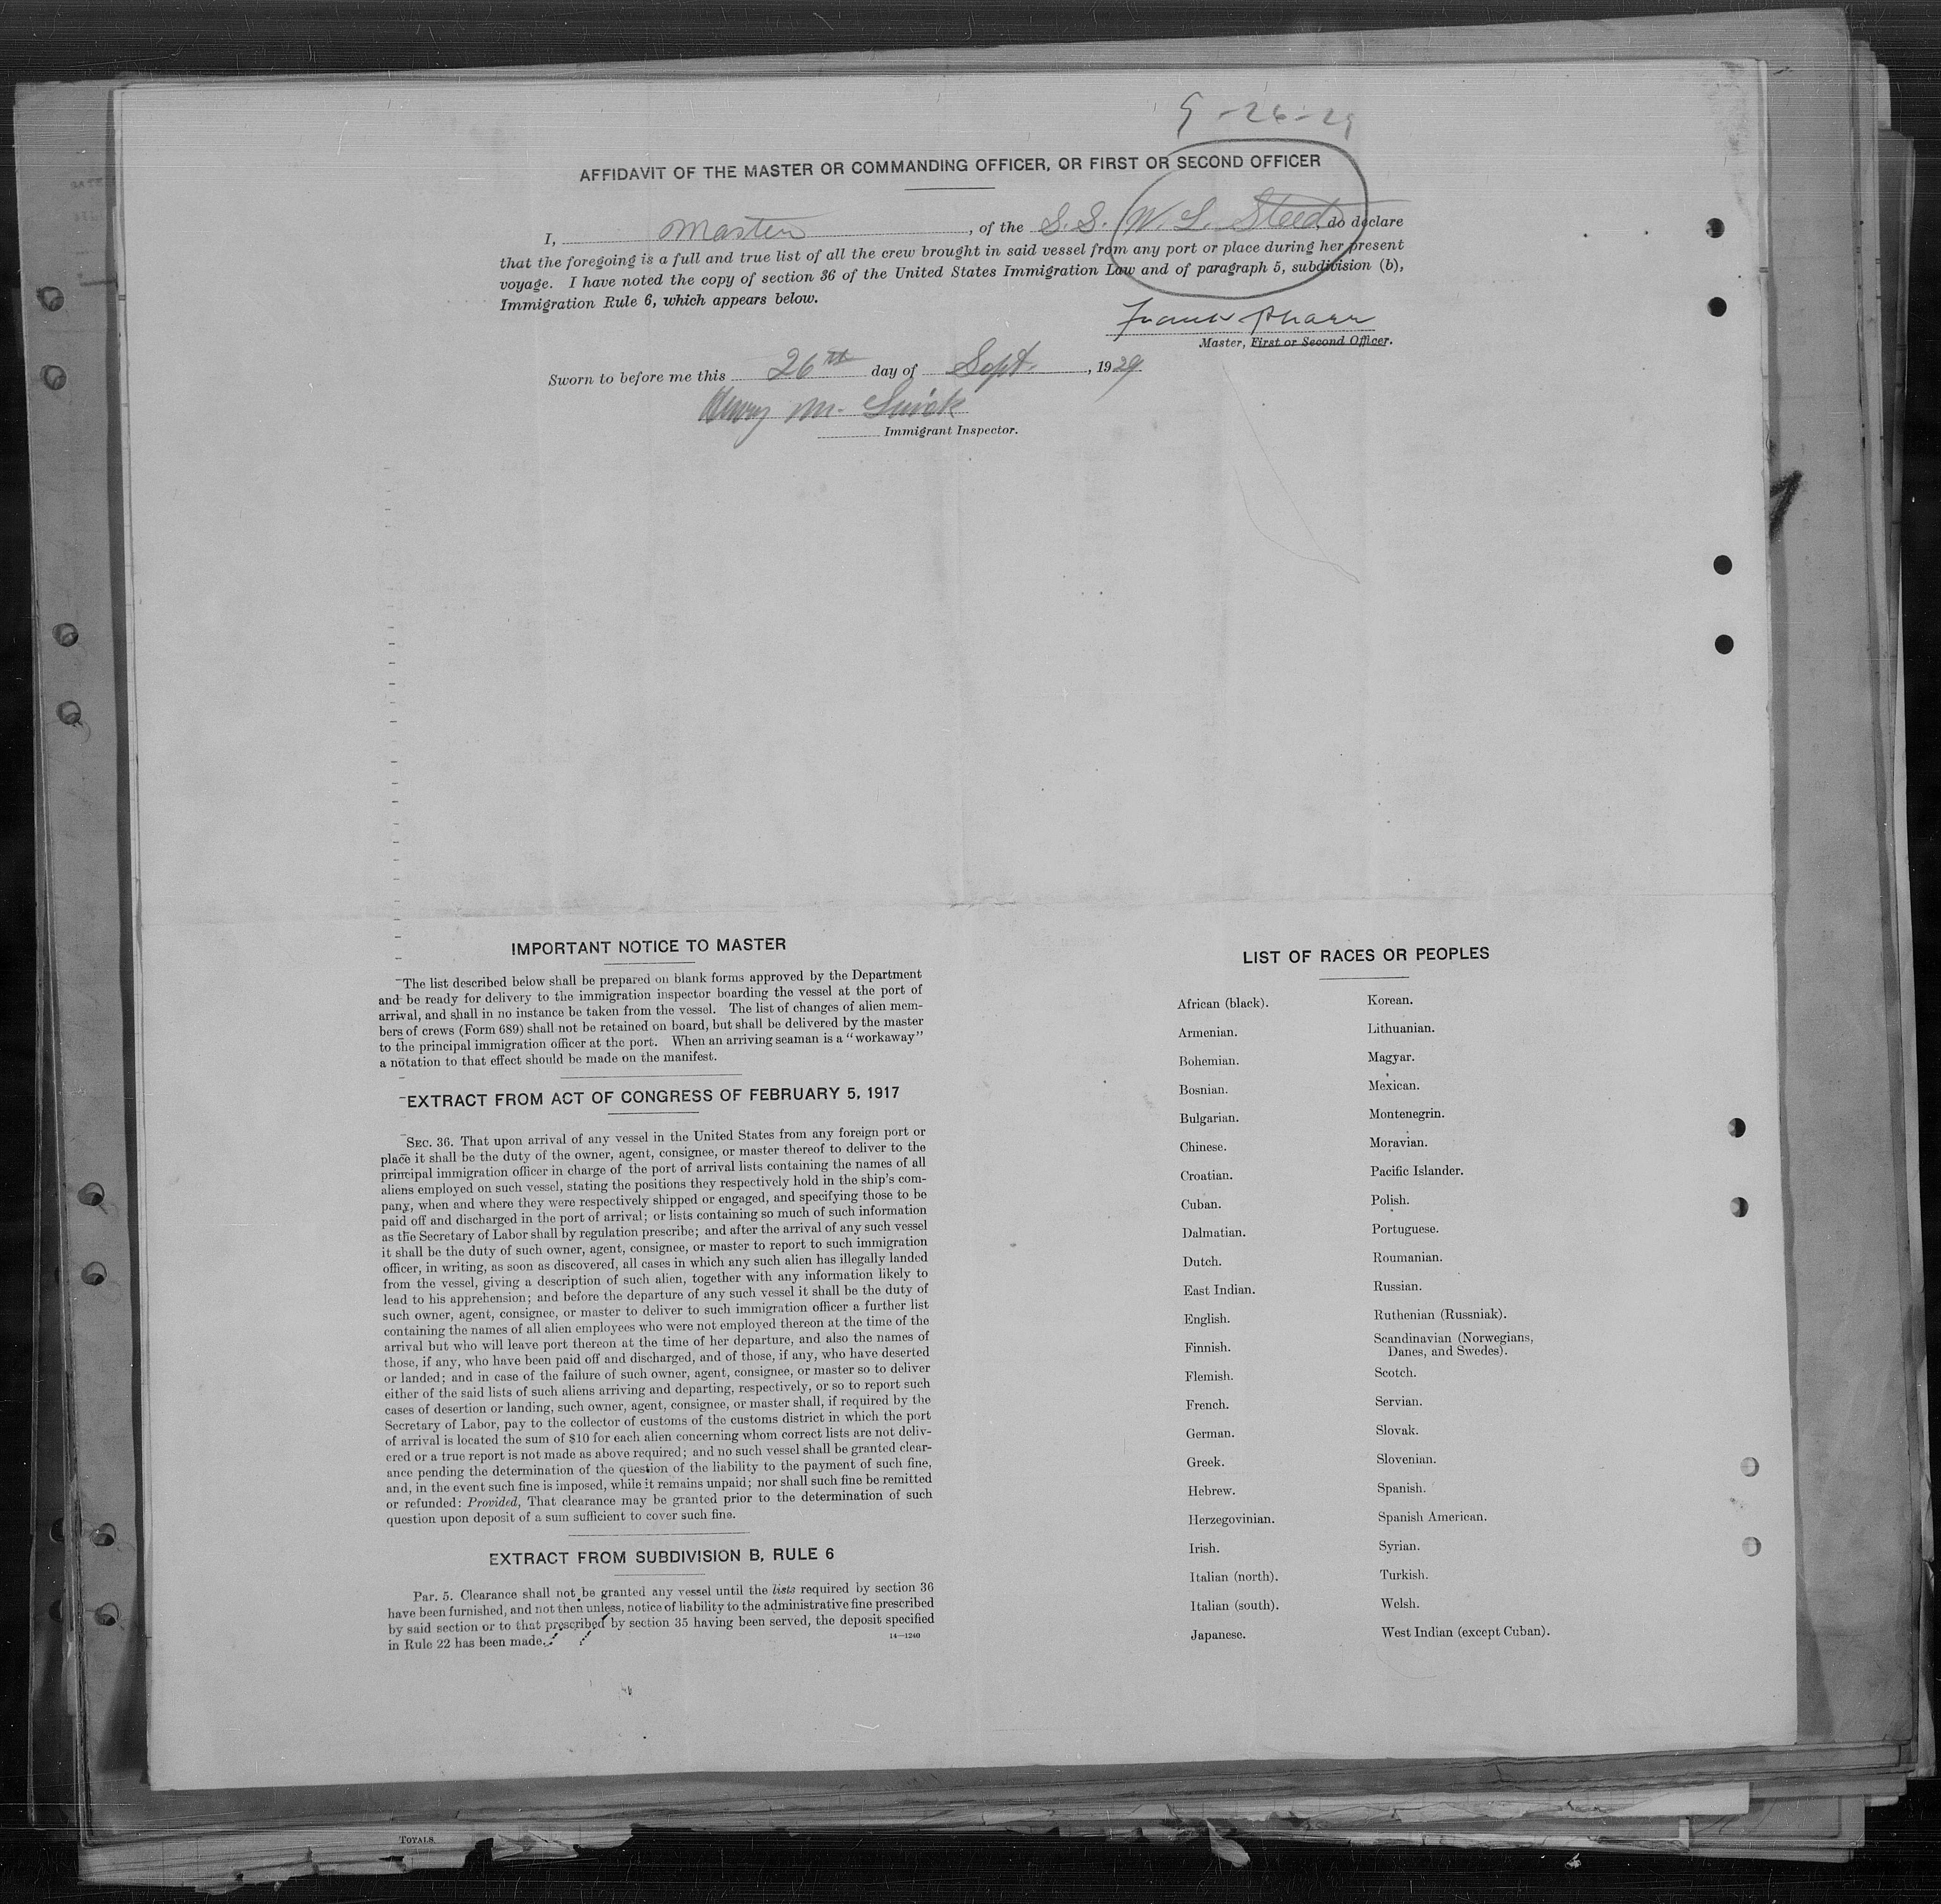 9-26-29
AFFIDAVIT OF THE MASTER OR COMMANDING OFFICER, OR FIRST OR SECOND OFFICER
I, Master, of the S.S. W. L. Steed, do declare
that the foregoing is a full and true list of all the crew brought in said vessel from any port or place during her present
voyage. I have noted the copy of section 36 of the United States Immigration Law and of paragraph 5, subdivision (b),
Immigration Rule 6, which appears below.
Frank
Master, First or Second Officer.
Sworn to before me this 26th day of Sept., 1929
Henry M.
Immigrant Inspector.
IMPORTANT NOTICE TO MASTER
The list described below shall be prepared on blank forms approved by the Department
and be ready for delivery to the immigration inspector boarding the vessel at the port of
arrival, and shall in no instance be taken from the vessel. The list of changes of alien mem-
bers of crews (Form 689) shall not be retained on board, but shall be delivered by the master
to the principal immigration officer at the port. When an arriving seaman is a "workaway"
a notation to that effect should be made on the manifest.
EXTRACT FROM ACT OF CONGRESS OF FEBRUARY 5, 1917
SEC. 36. That upon arrival of any vessel in the United States from any foreign port or
place it shall be the duty of the owner, agent, consignee, or master thereof to deliver to the
principal immigration officer in charge of the port of arrival lists containing the names of all
aliens employed on such vessel, stating the positions they respectively hold in the ship's com-
pany, when and where they were respectively shipped or engaged, and specifying those to be
paid off and discharged in the port of arrival; or lists containing so much of such information
as the Secretary of Labor shall by regulation prescribe; and after the arrival of any such vessel
it shall be the duty of such owner, agent, consignee, or master to report to such immigration
officer, in writing, as soon as discovered, all cases in which any such alien has illegally landed
from the vessel, giving a description of such alien, together with any information likely to
lead to his apprehension; and before the departure of any such vessel it shall be the duty of
such owner, agent, consignee, or master to deliver to such immigration officer a further list
containing the names of all alien employees who were not employed thereon at the time of the
arrival but who will leave port thereon at the time of her departure, and also the names of
those, if any, who have been paid off and discharged, and of those, if any, who have deserted
or landed; and in case of the failure of such owner, agent, consignee, or master so to deliver
either of the said lists of such aliens arriving and departing, respectively, or so to report such
cases of desertion or landing, such owner, agent, consignee, or master shall, if required by the
Secretary of Labor, pay to the collector of customs of the customs district in which the port
of arrival is located the sum of $10 for each alien concerning whom correct lists are not deliv-
ered or a true report is not made as above required; and no such vessel shall be granted clear-
ance pending the determination of the question of the liability to the payment of such fine,
and, in the event such fine is imposed, while it remains unpaid; nor shall such fine be remitted
or refunded: Provided, That clearance may be granted prior to the determination of such
question upon deposit of a sum sufficient to cover such fine.
EXTRACT FROM SUBDIVISION B, RULE 6
Par. 5. Clearance shall not be granted any vessel until the lists required by section 36
have been furnished, and not then unless, notice of liability to the administrative fine prescribed
by said section or to that prescribed by section 35 having been served, the deposit specified
in Rule 22 has been made.
14—1240
LIST OF RACES OR PEOPLES
African (black).
Armenian.
Bohemian.
Bosnian.
Bulgarian.
Chinese.
Croatian.
Cuban.
Dalmatian.
Dutch.
East Indian.
English.
Finnish.
Flemish.
French.
German.
Greek.
Hebrew.
Herzegovinian.
Irish.
Italian (north).
Italian (south).
Japanese.
Korean.
Lithuanian.
Magyar.
Mexican.
Montenegrin.
Moravian.
Pacific Islander.
Polish.
Portuguese.
Roumanian.
Russian.
Ruthenian (Russniak).
Scandinavian (Norwegians,
Danes, and Swedes).
Scotch.
Servian.
Slovak.
Slovenian.
Spanish.
Spanish American.
Syrian.
Turkish.
Welsh.
West Indian (except Cuban).
TOTALS